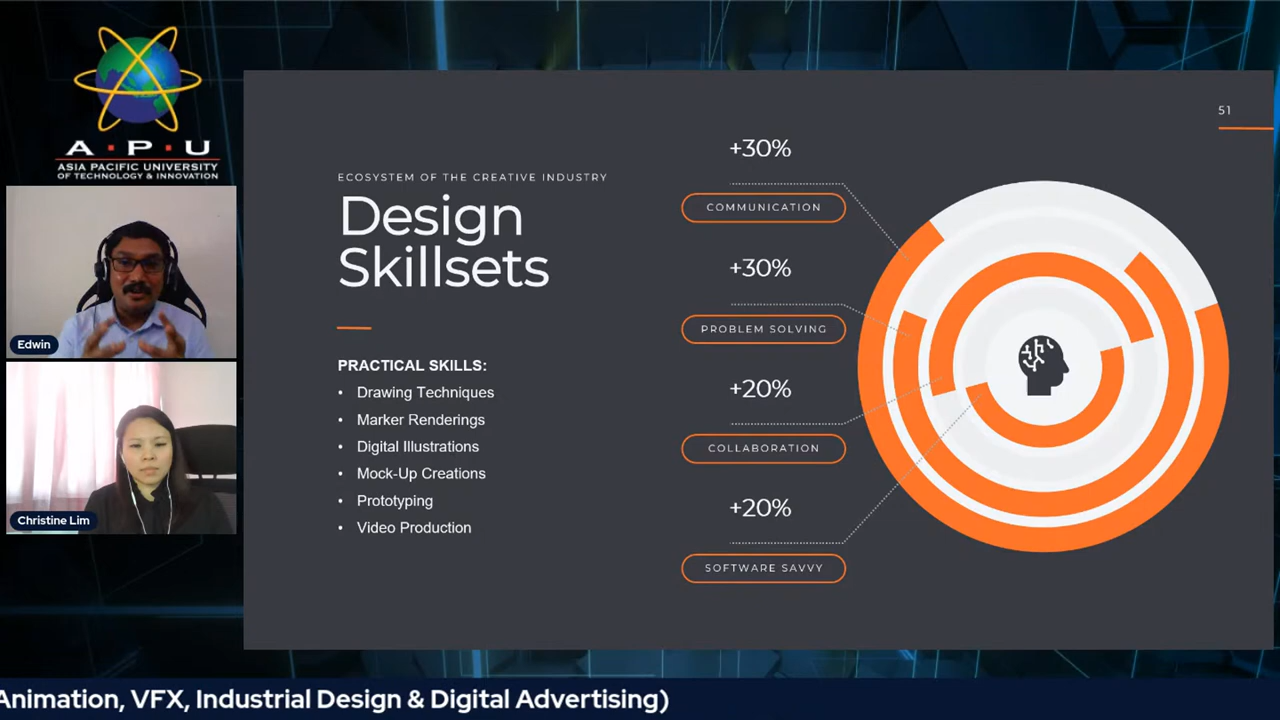 A·P·U
ASIA PACIFIC UNIVERSITY
OF TECHNOLOGY & INNOVATION
Edwin
Christine Lim
51
ECOSYSTEM OF THE CREATIVE INDUSTRY
Design
Skillsets
PRACTICAL SKILLS:
• Drawing Techniques
• Marker Renderings
• Digital Illustrations
• Mock-Up Creations
• Prototyping
• Video Production
+30%
COMMUNICATION
+30%
PROBLEM SOLVING
+20%
COLLABORATION
+20%
SOFTWARE SAVVY
Animation, VFX, Industrial Design & Digital Advertising)